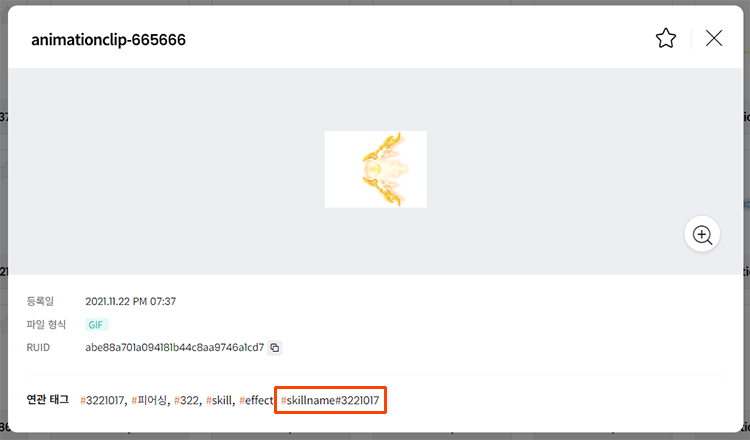 animationclip-665666
등록일 2021.11.22 PM 07:37
파일 형식 GIF
RUID abe88a701a094181b44c8aa9746a1cd7
연관 태그 #3221017, #피어싱, #322, #skill, #effect #skillname#3221017